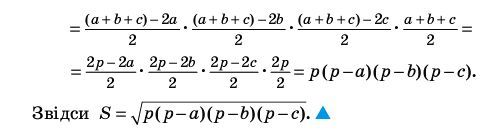 = (a + b + c) – 2a / 2 · (a + b + c) – 2b / 2 · (a + b + c) – 2c / 2 · a + b + c / 2 =
= 2p – 2a / 2 · 2p – 2b / 2 · 2p – 2c / 2 · 2p / 2 = p(p – a)(p – b)(p – c).
Звідси S = √p(p – a)(p – b)(p – c). ▲